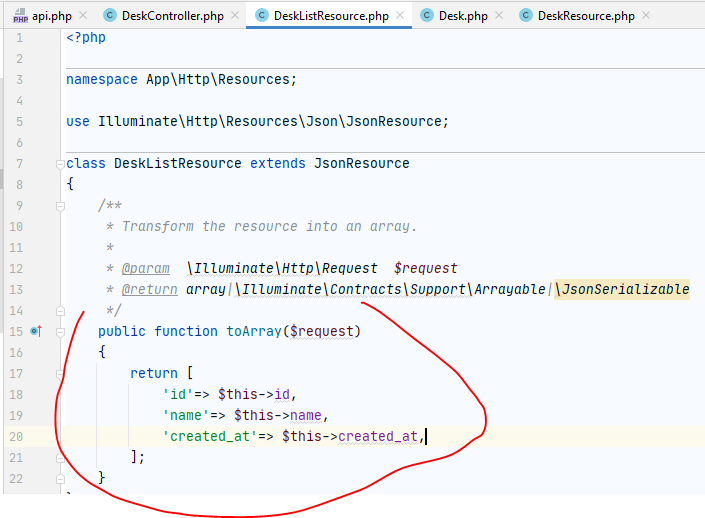 api.php DeskController.php DeskListResource.php Desk.php DeskResource.php
1 <?php
2
3 namespace App\Http\Resources;
4
5 use Illuminate\Http\Resources\Json\JsonResource;
6
7 class DeskListResource extends JsonResource
8 {
9 /**
10 * Transform the resource into an array.
11 *
12 * @param  \Illuminate\Http\Request  $request
13 * @return array|\Illuminate\Contracts\Support\Arrayable|\JsonSerializable
14 */
15 public function toArray($request)
16 {
17 return [
18 'id'=> $this->id,
19 'name'=> $this->name,
20 'created_at'=> $this->created_at,
21 ];
22 }